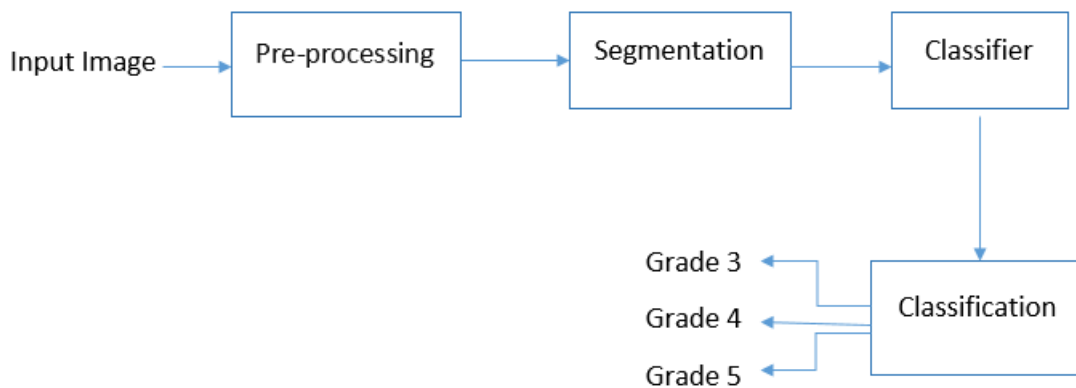 Input Image
Pre-processing
Segmentation
Classifier
Grade 3
Grade 4
Grade 5
Classification